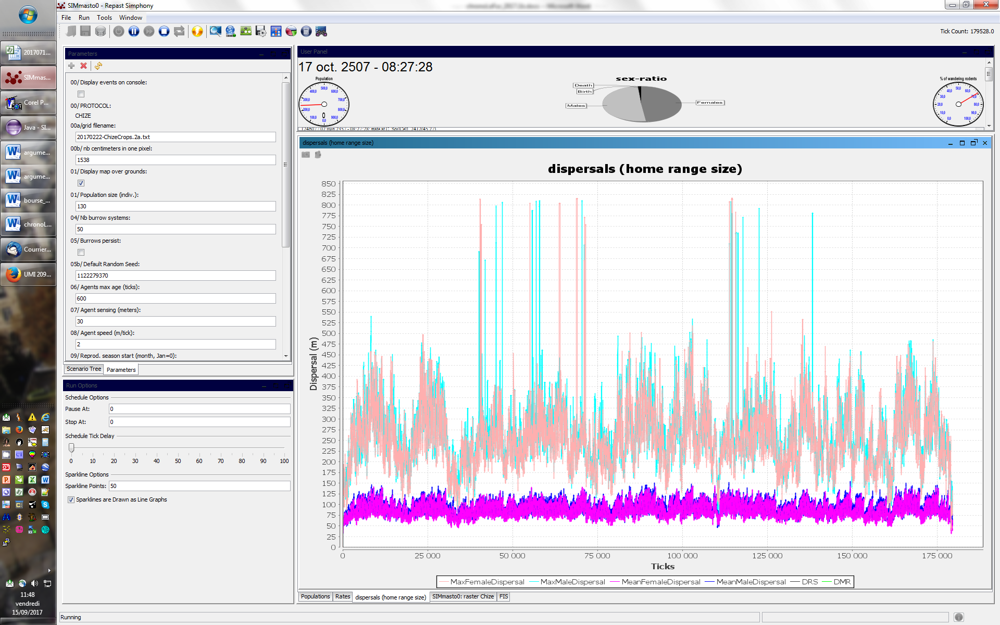 SIMmasto0 - Repast Simphony
File Run Tools Window
Tick Count: 179528.0
2017071...
SIMmas...
Corel P...
Java - SI...
argume...
argume...
bourse_...
chronoL...
Courrier...
UMI 209...
11:48
vendredi
15/09/2017
Parameters
00/ Display events on console:
00/ PROTOCOL:
CHIZE
00a/grid filename:
20170222-ChizeCrops.2a.txt
00b/ nb centimeters in one pixel:
1538
01/ Display map over grounds:
01/ Population size (indiv.):
130
04/ Nb burrow systems:
50
05/ Burrows persist:
05b/ Default Random Seed:
1122279370
06/ Agents max age (ticks):
600
07/ Agent sensing (meters):
30
08/ Agent speed (m/tick):
2
09/ Reprod. season start (month, Jan=0):
Scenario Tree Parameters
Run Options
Schedule Options
Pause At: 0
Stop At: 0
Schedule Tick Delay
0 10 20 30 40 50 60 70 80 90 100
Sparkline Options
Sparkline Points: 50
Sparklines are Drawn as Line Graphs
User Panel
17 oct. 2507 - 08:27:28
Population
0,0 100,0 200,0 300,0 400,0 500,0 600,0 700,0 800,0 900,0
0
sex-ratio
Death
Birth
Males
Females
% of wandering rodents
0,0 10,0 20,0 30,0 40,0 50,0 60,0 70,0 80,0 90,0 100,0
dispersals (home range size)
dispersals (home range size)
Dispersal (m)
850
825
800
775
750
725
700
675
650
625
600
575
550
525
500
475
450
425
400
375
350
325
300
275
250
225
200
175
150
125
100
75
50
25
0
0 25 000 50 000 75 000 100 000 125 000 150 000 175 000
Ticks
MaxFemaleDispersal MaxMaleDispersal MeanFemaleDispersal MeanMaleDispersal DRS DMR
Populations Rates dispersals (home range size) SIMmasto0: raster Chize FIS
Running